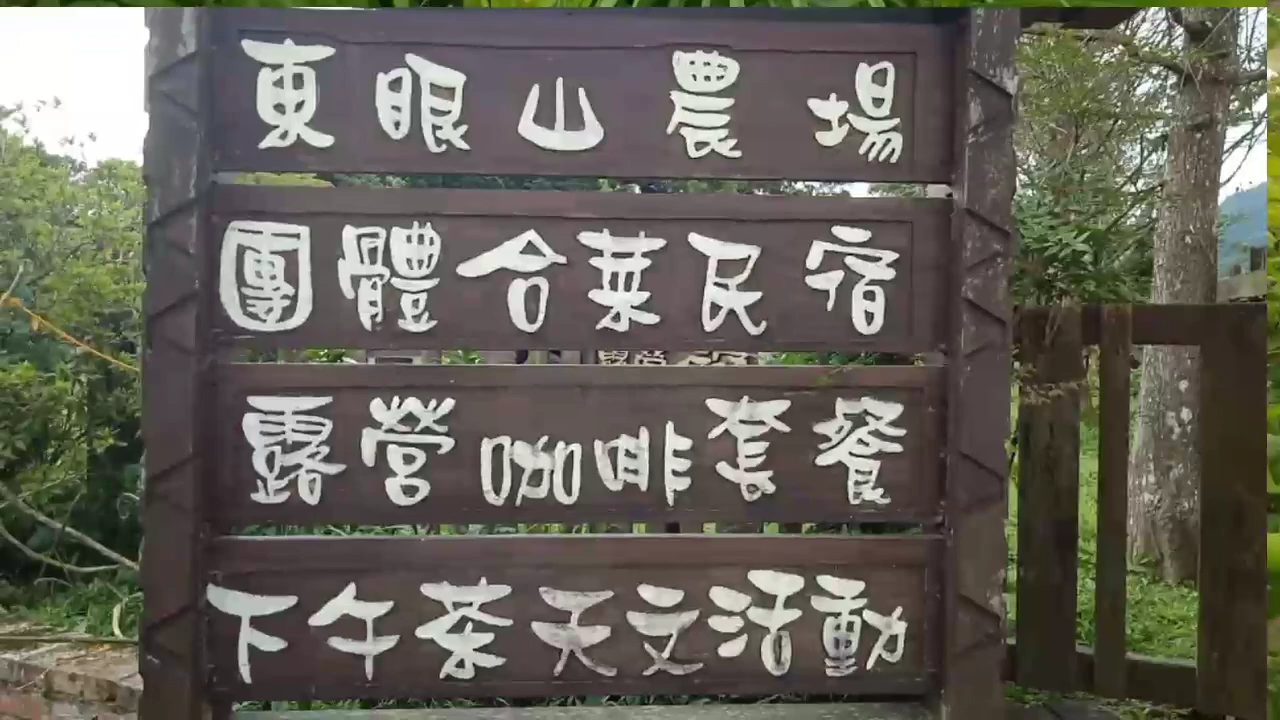 東眼山農場
團體合菜民宿
露營咖啡套餐
下午茶天文活動